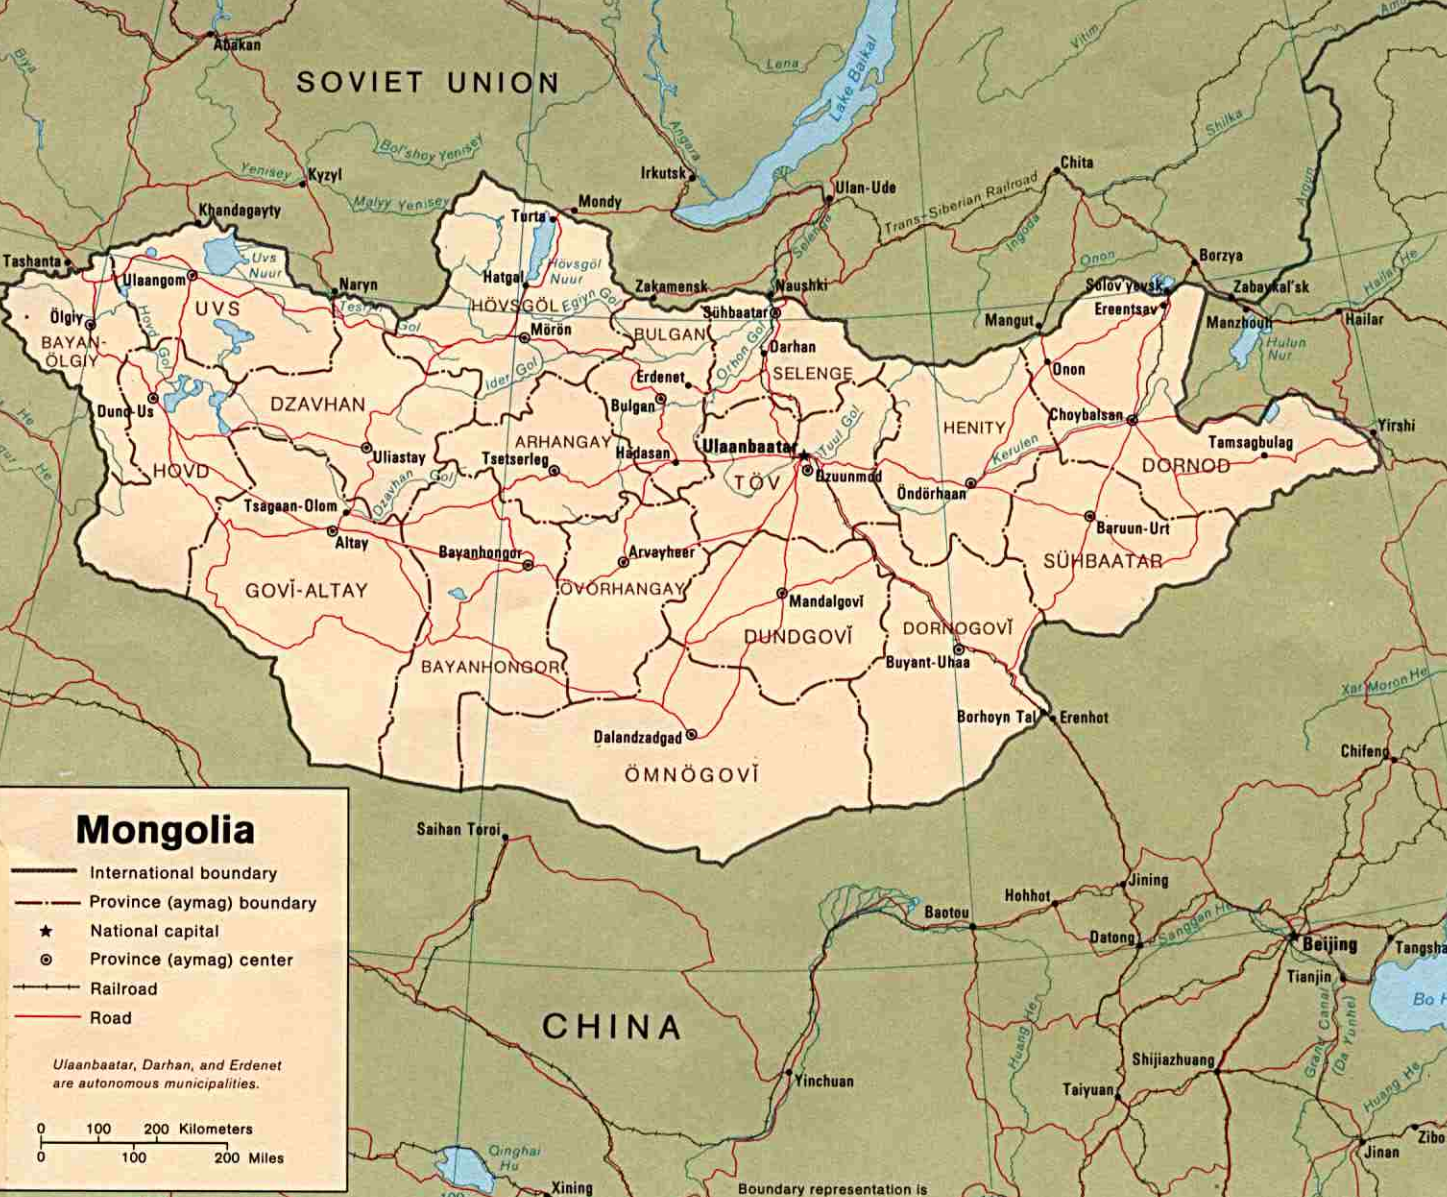 Abakan
SOVIET UNION
Biya
Lena
Vitim
Lake Baikal
Angara
Shilka
Argun
Bol'shoy Yenisey
Yenisey
Kyzyl
Malyy Yenisey
Irkutsk
Ulan-Ude
Chita
Trans-Siberian Railroad
Khandagayty
Turta
Mondy
Selenga
Ingoda
Onon
Borzya
Hailar He
Tashanta
Ulaangom
Uvs
Nuur
Naryn
Hatgal
Hövsgöl
Nuur
Zakamensk
Naushki
Solov'yevsk
Zabaykal'sk
Ölgiy
UVS
Tesiyn
Gol
HÖVSGÖL
Egiyn Gol
Sühbaatar
Mangut
Ereentsav
Manzhouli
Hailar
BAYAN-
ÖLGIY
Hovd
Gol
Mörön
BULGAN
Orhon Gol
Darhan
Hulun
Nur
Ider Gol
Erdenet
SELENGE
Onon
Dund-Us
DZAVHAN
Bulgan
Tuul Gol
Choybalsan
HENITY
Yirshi
ARHANGAY
Ulaanbaatar
Kerulen
Tamsagbulag
HOVD
Uliastay
Tsetserleg
Hadasan
DORNOD
Dzavhan
Gol
TÖV
Dzuunmod
Öndörhaan
He
Tsagaan-Olom
Altay
Baruun-Urt
Bayanhongor
Arvayheer
SÜHBAATAR
GOVĬ-ALTAY
ÖVÖRHANGAY
Mandalgovĭ
DUNDGOVĬ
DORNOGOVĬ
BAYANHONGOR
Buyant-Uhaa
Xar Moron He
Borhoyn Tal
Erenhot
Dalandzadgad
Chifeng
ÖMNÖGOVĬ
Mongolia
International boundary
Province (aymag) boundary
National capital
Province (aymag) center
Railroad
Road
Ulaanbaatar, Darhan, and Erdenet
are autonomous municipalities.
0 100 200 Kilometers
0 100 200 Miles
Saihan Toroi
Jining
Hohhot
Baotou
Datong
Sanggan He
Beijing
Tangsha
Tianjin
Bo H
CHINA
Huang He
Grand Canal
(Da Yunhe)
Shijiazhuang
Yinchuan
Taiyuan
Huang He
Zibo
Jinan
Qinghai
Hu
Xining
Boundary representation is